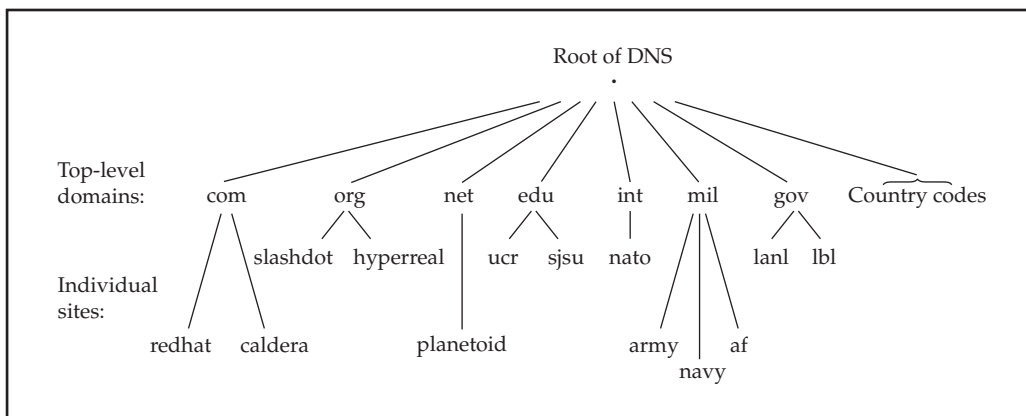 Root of DNS
.
Top-level
domains:
com org net edu int mil gov Country codes
slashdot hyperreal ucr sjsu nato lanl lbl
Individual
sites:
redhat caldera planetoid army af
navy